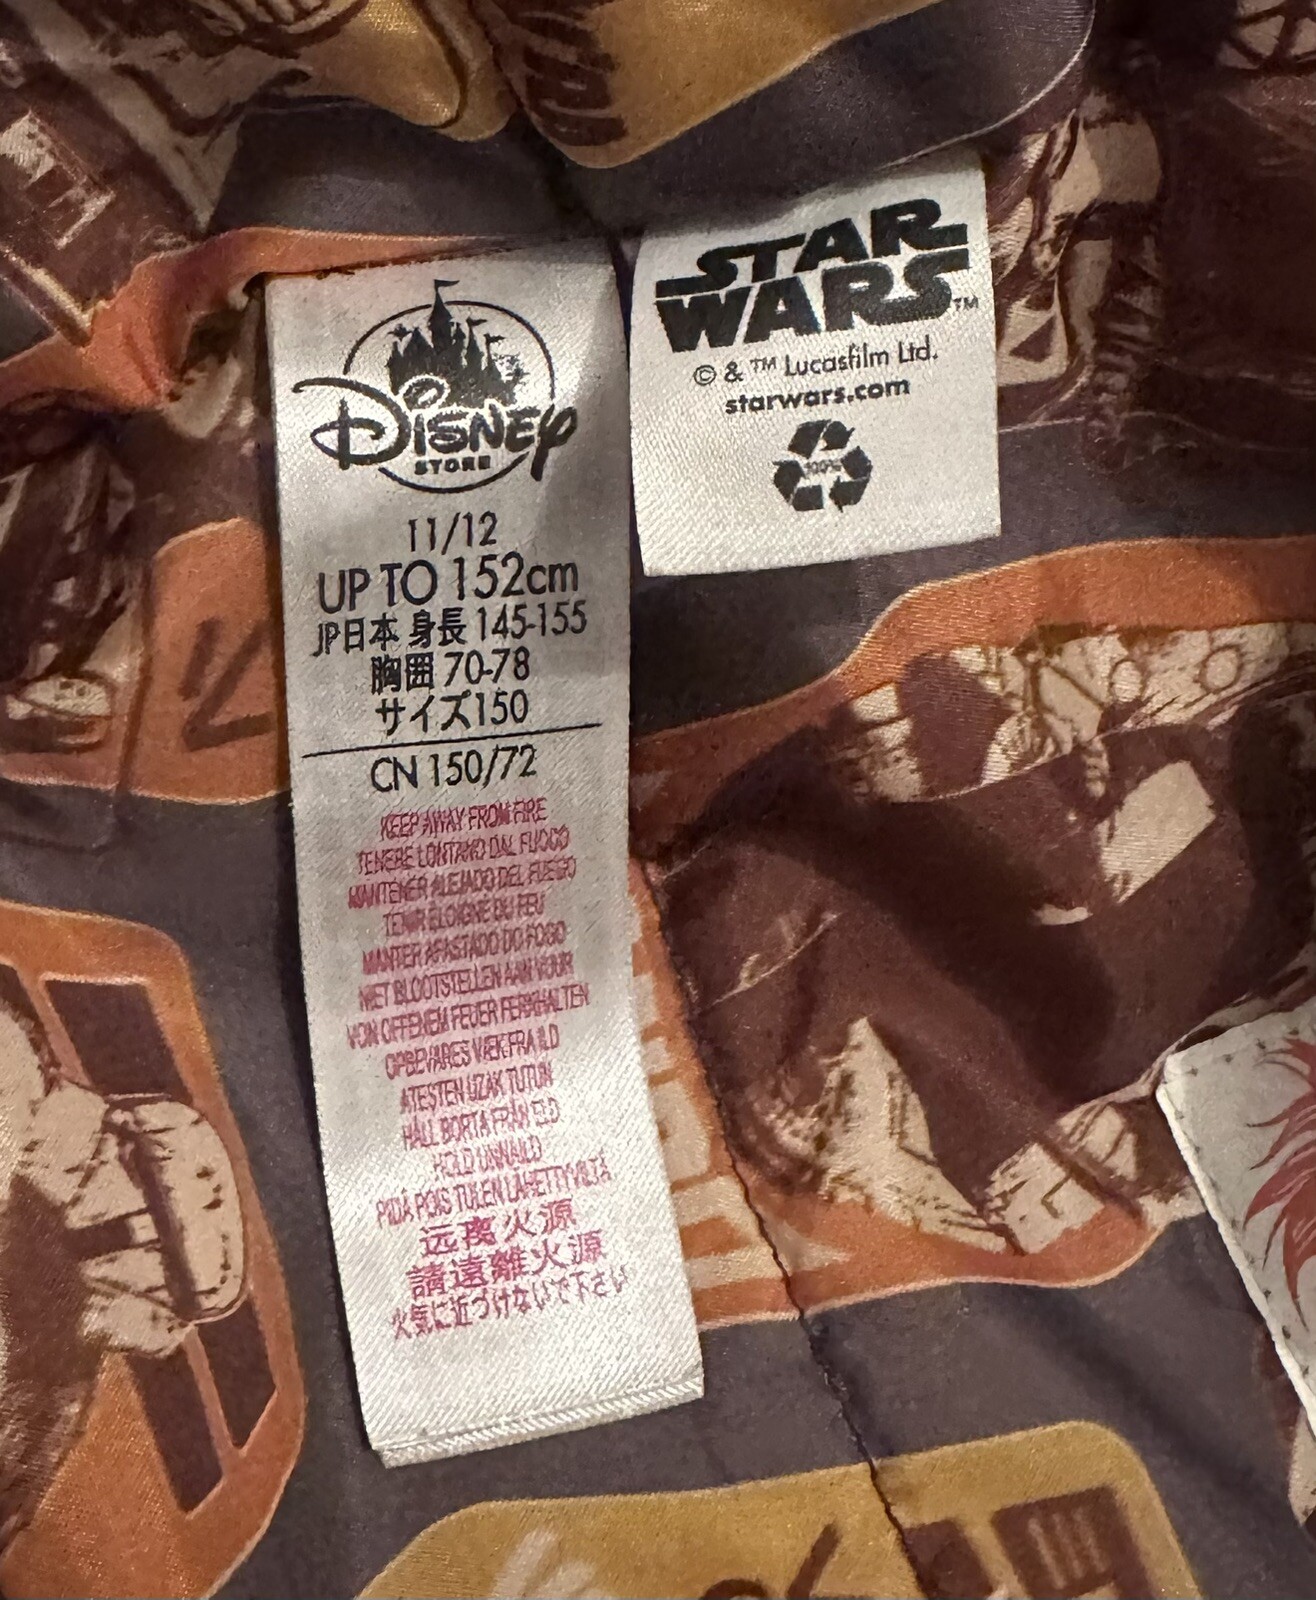 Disney
STORE
11/12
UP TO 152cm
JP日本 身長 145-155
胸囲 70-78
サイズ150
CN 150/72
KEEP AWAY FROM FIRE
TENERE LONTANO DAL FUOCO
MANTENER ALEJADO DEL FUEGO
TENIR ÉLOIGNÉ DU FEU
MANTER AFASTADO DO FOGO
NIET BLOOTSTELLEN AAN VUUR
VON OFFENEM FEUER FERNHALTEN
OPBEVARES VÆK FRA ILD
ATESTEN UZAK TUTUN
HÅLL BORTA FRÅN ELD
HOLD UNNA ILD
PIDÄ POIS TULEN LÄHETTYVILTÄ
远离火源
請遠離火源
火気に近づけないで下さい
STAR
WARS™
© & ™ Lucasfilm Ltd.
starwars.com
100%